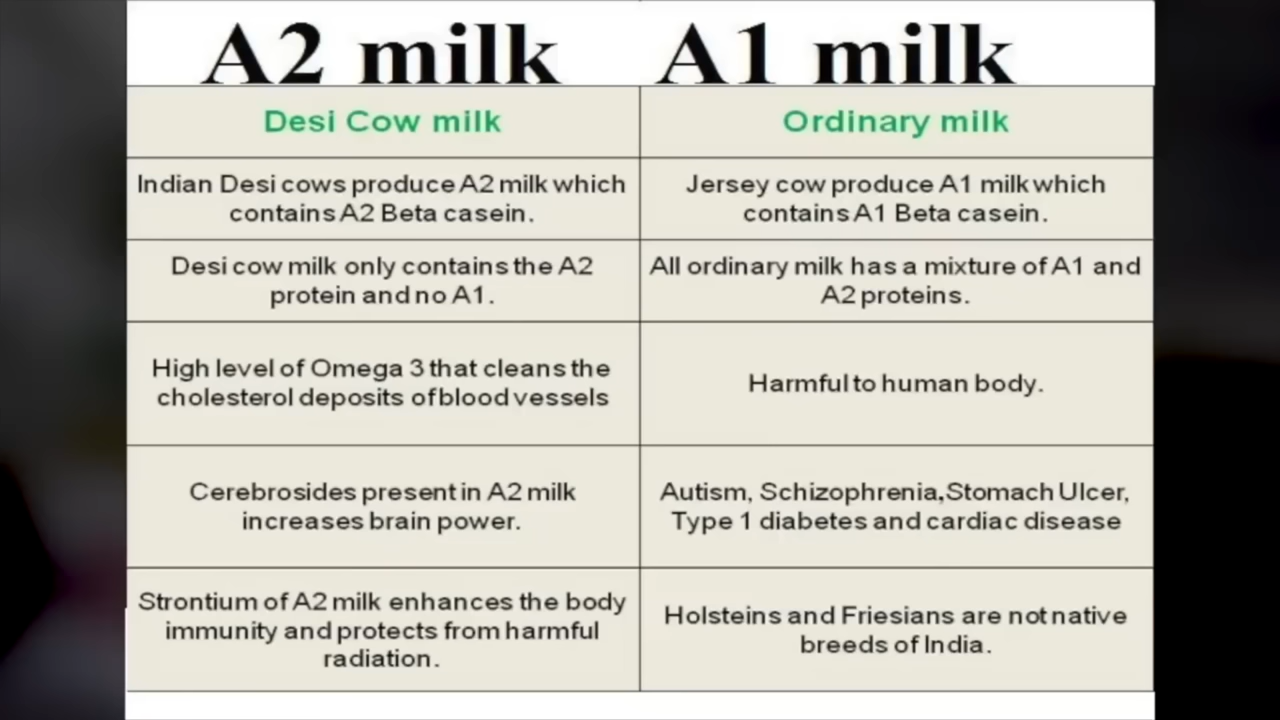 A2 milk
A1 milk
Desi Cow milk
Ordinary milk
Indian Desi cows produce A2 milk which
contains A2 Beta casein.
Jersey cow produce A1 milk which
contains A1 Beta casein.
Desi cow milk only contains the A2
protein and no A1.
All ordinary milk has a mixture of A1 and
A2 proteins.
High level of Omega 3 that cleans the
cholesterol deposits of blood vessels
Harmful to human body.
Cerebrosides present in A2 milk
increases brain power.
Autism, Schizophrenia,Stomach Ulcer,
Type 1 diabetes and cardiac disease
Strontium of A2 milk enhances the body
immunity and protects from harmful
radiation.
Holsteins and Friesians are not native
breeds of India.